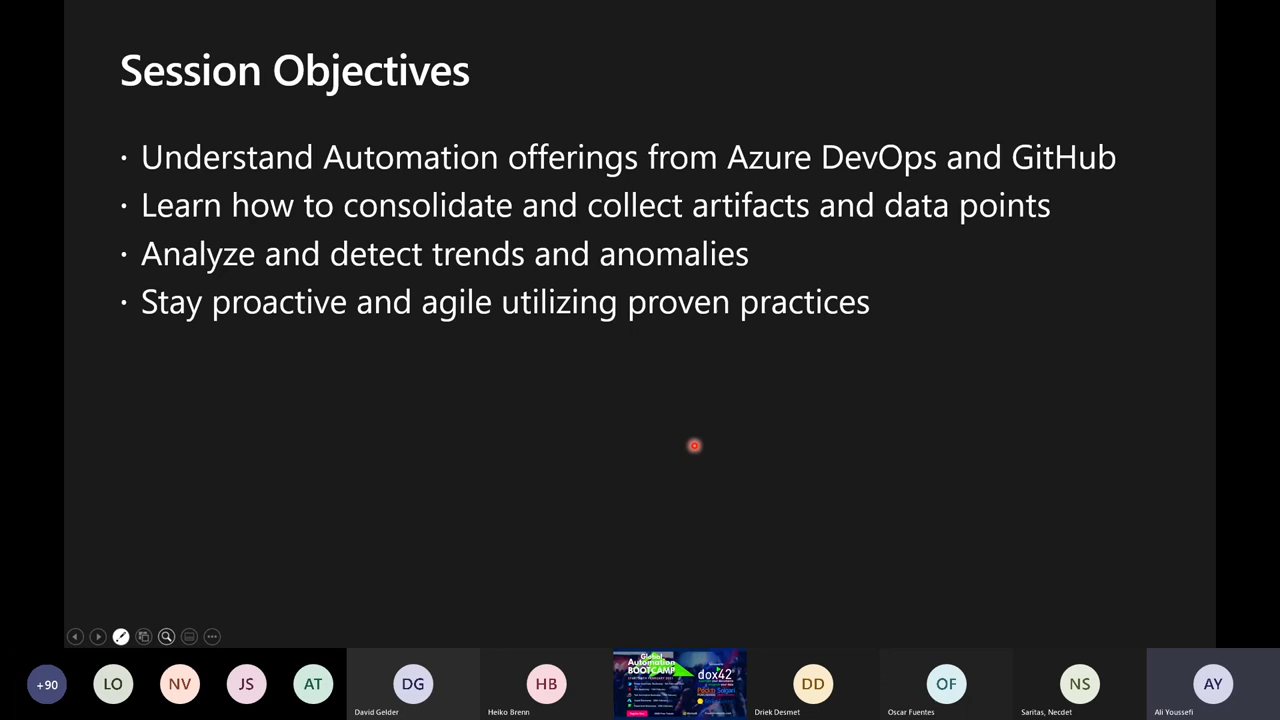 Session Objectives
· Understand Automation offerings from Azure DevOps and GitHub
· Learn how to consolidate and collect artifacts and data points
· Analyze and detect trends and anomalies
· Stay proactive and agile utilizing proven practices
+90
LO
NV
JS
AT
DG
David Gelder
HB
Heiko Brenn
Global
Automation
BOOTCAMP
dox42
DD
Driek Desmet
OF
Oscar Fuentes
NS
Saritas, Necdet
AY
Ali Youssefi